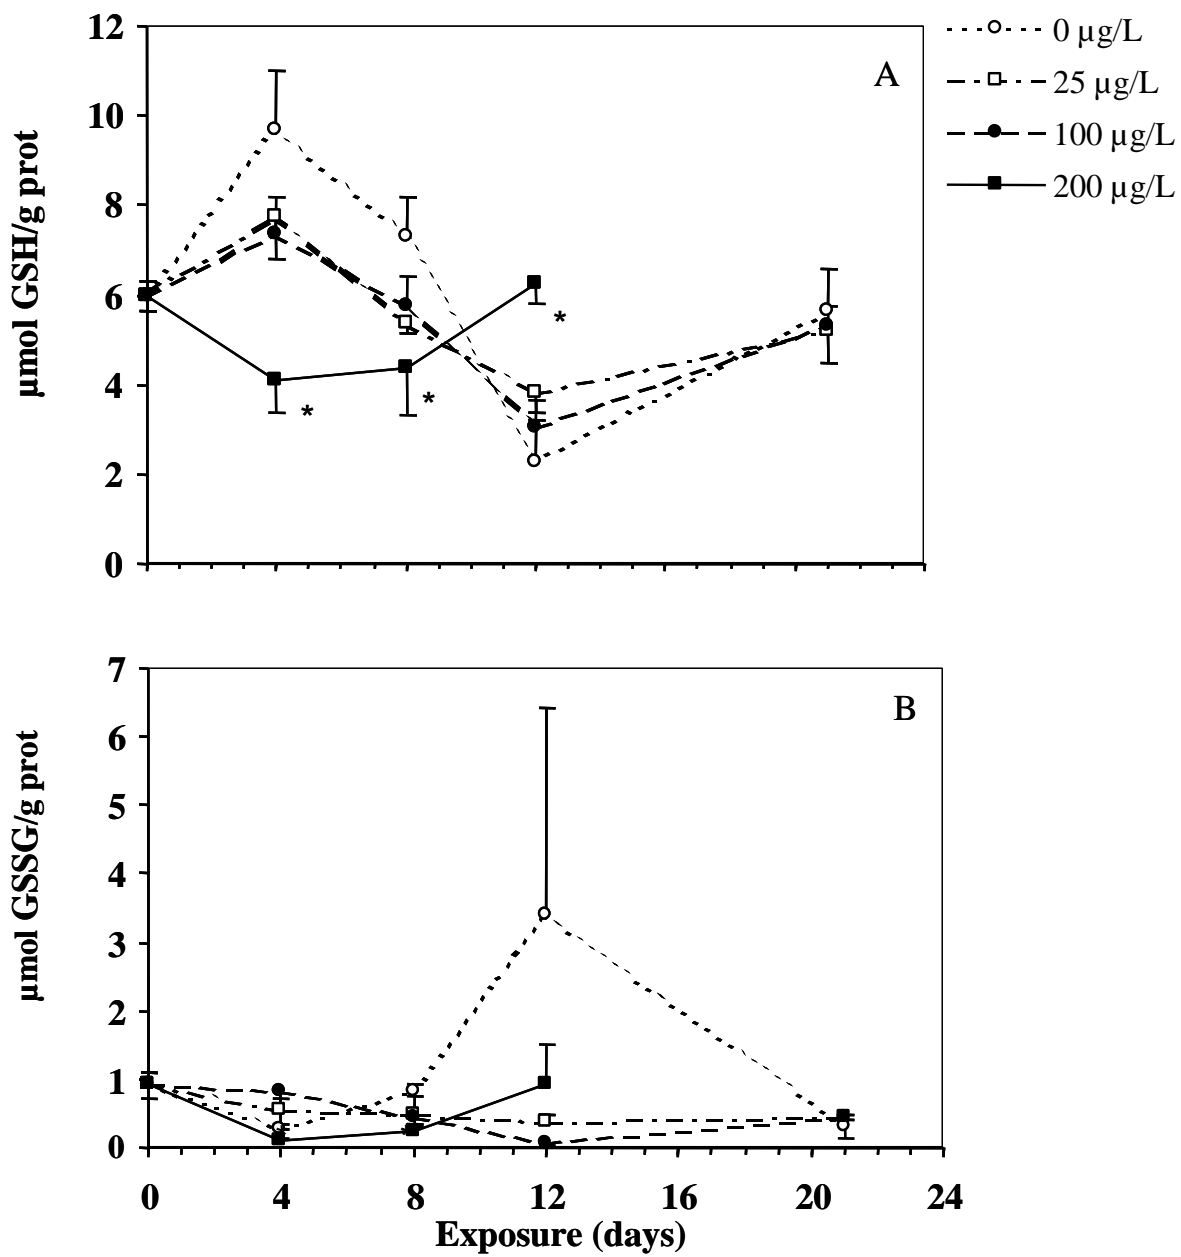 12
10
8
6
4
2
0
µmol GSH/g prot
A
*
*
*
0 µg/L
25 µg/L
100 µg/L
200 µg/L
7
6
5
4
3
2
1
0
µmol GSSG/g prot
B
0 4 8 12 16 20 24
Exposure (days)